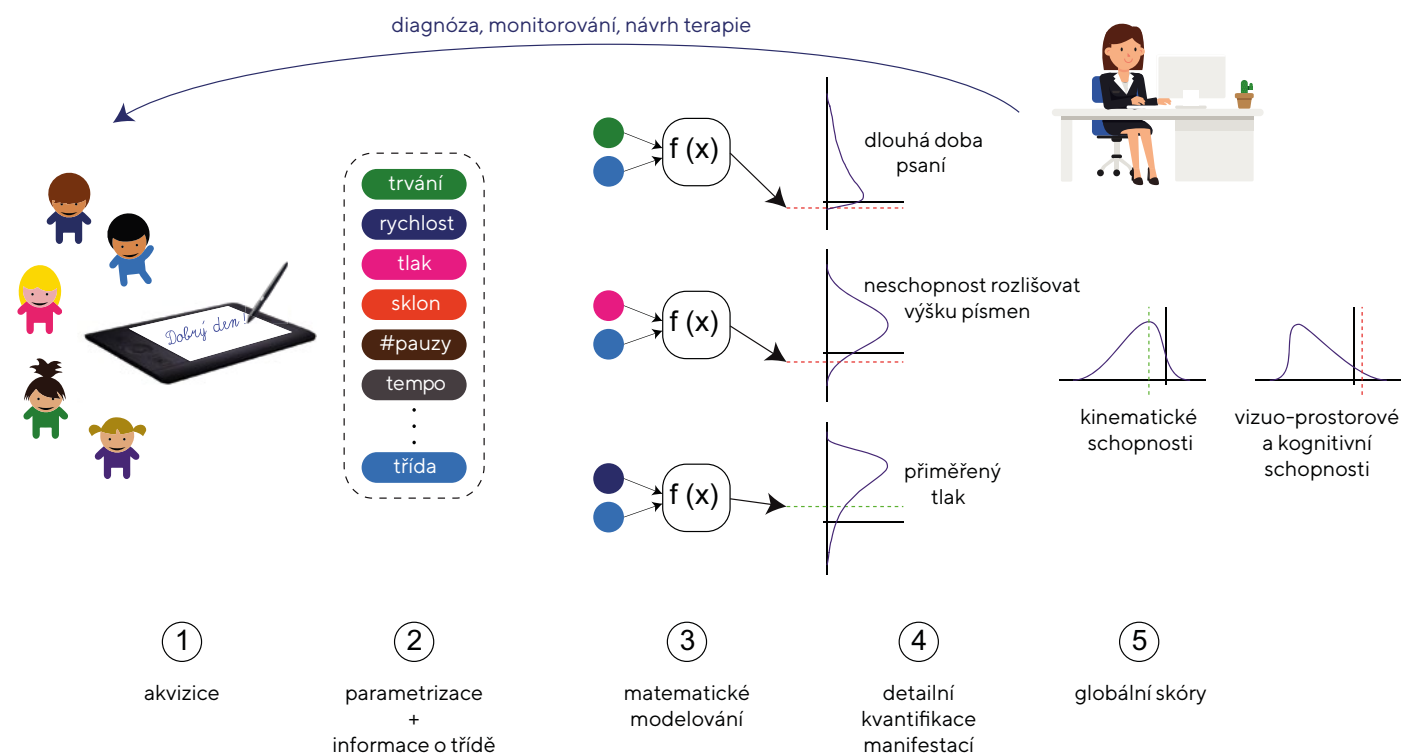 diagnóza, monitorování, návrh terapie
Dobrý den!
trvání
rychlost
tlak
sklon
#pauzy
tempo
třída
f (x)
f (x)
f (x)
dlouhá doba
psaní
neschopnost rozlišovat
výšku písmen
přiměřený
tlak
kinematické
schopnosti
vizuo-prostorové
a kognitivní
schopnosti
1
akvizice
2
parametrizace
+
informace o třídě
3
matematické
modelování
4
detailní
kvantifikace
manifestací
5
globální skóry